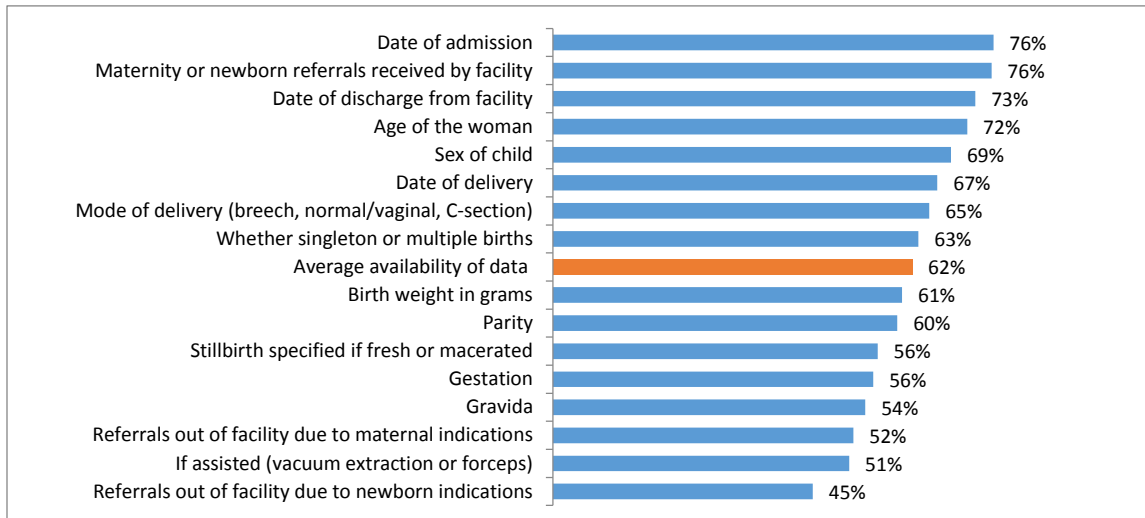 Date of admission 76%
Maternity or newborn referrals received by facility 76%
Date of discharge from facility 73%
Age of the woman 72%
Sex of child 69%
Date of delivery 67%
Mode of delivery (breech, normal/vaginal, C-section) 65%
Whether singleton or multiple births 63%
Average availability of data 62%
Birth weight in grams 61%
Parity 60%
Stillbirth specified if fresh or macerated 56%
Gestation 56%
Gravida 54%
Referrals out of facility due to maternal indications 52%
If assisted (vacuum extraction or forceps) 51%
Referrals out of facility due to newborn indications 45%